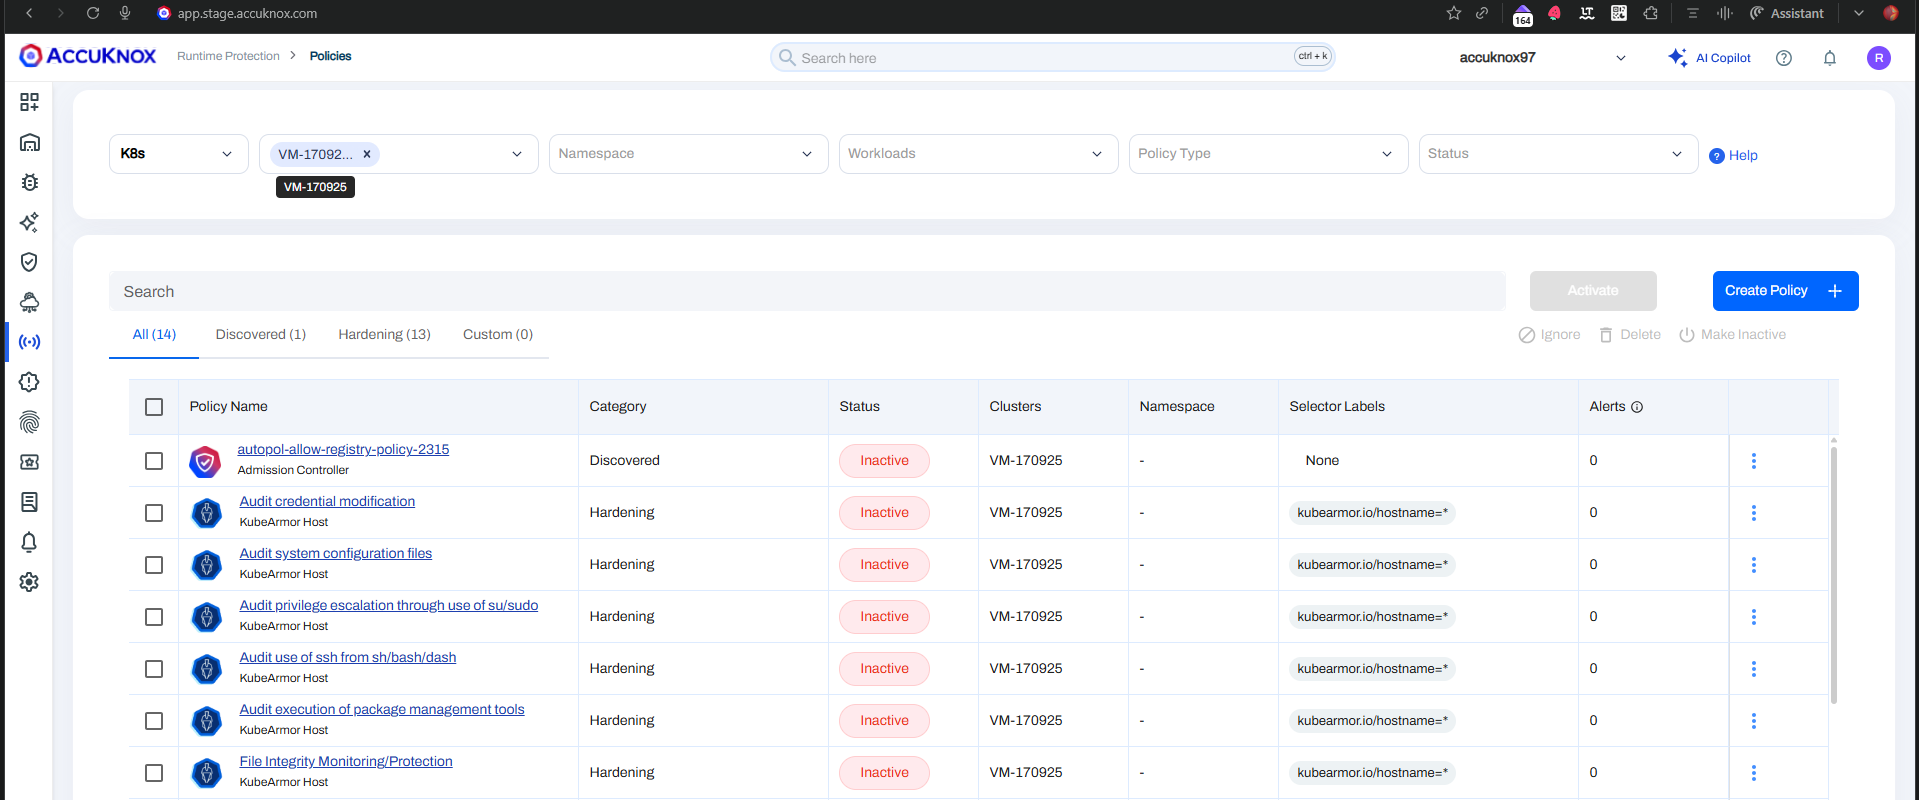 app.stage.accuknox.com
164
Assistant
ACCUKNOX
Runtime Protection > Policies
Search here
ctrl + k
accuknox97
AI Copilot
R
K8s
VM-17092... ×
Namespace
Workloads
Policy Type
Status
? Help
VM-170925
Search
Activate
Create Policy +
All (14)
Discovered (1)
Hardening (13)
Custom (0)
Ignore
Delete
Make Inactive
Policy Name
Category
Status
Clusters
Namespace
Selector Labels
Alerts
autopol-allow-registry-policy-2315
Admission Controller
Discovered
Inactive
VM-170925
-
None
0
Audit credential modification
KubeArmor Host
Hardening
Inactive
VM-170925
-
kubearmor.io/hostname=*
0
Audit system configuration files
KubeArmor Host
Hardening
Inactive
VM-170925
-
kubearmor.io/hostname=*
0
Audit privilege escalation through use of su/sudo
KubeArmor Host
Hardening
Inactive
VM-170925
-
kubearmor.io/hostname=*
0
Audit use of ssh from sh/bash/dash
KubeArmor Host
Hardening
Inactive
VM-170925
-
kubearmor.io/hostname=*
0
Audit execution of package management tools
KubeArmor Host
Hardening
Inactive
VM-170925
-
kubearmor.io/hostname=*
0
File Integrity Monitoring/Protection
KubeArmor Host
Hardening
Inactive
VM-170925
-
kubearmor.io/hostname=*
0